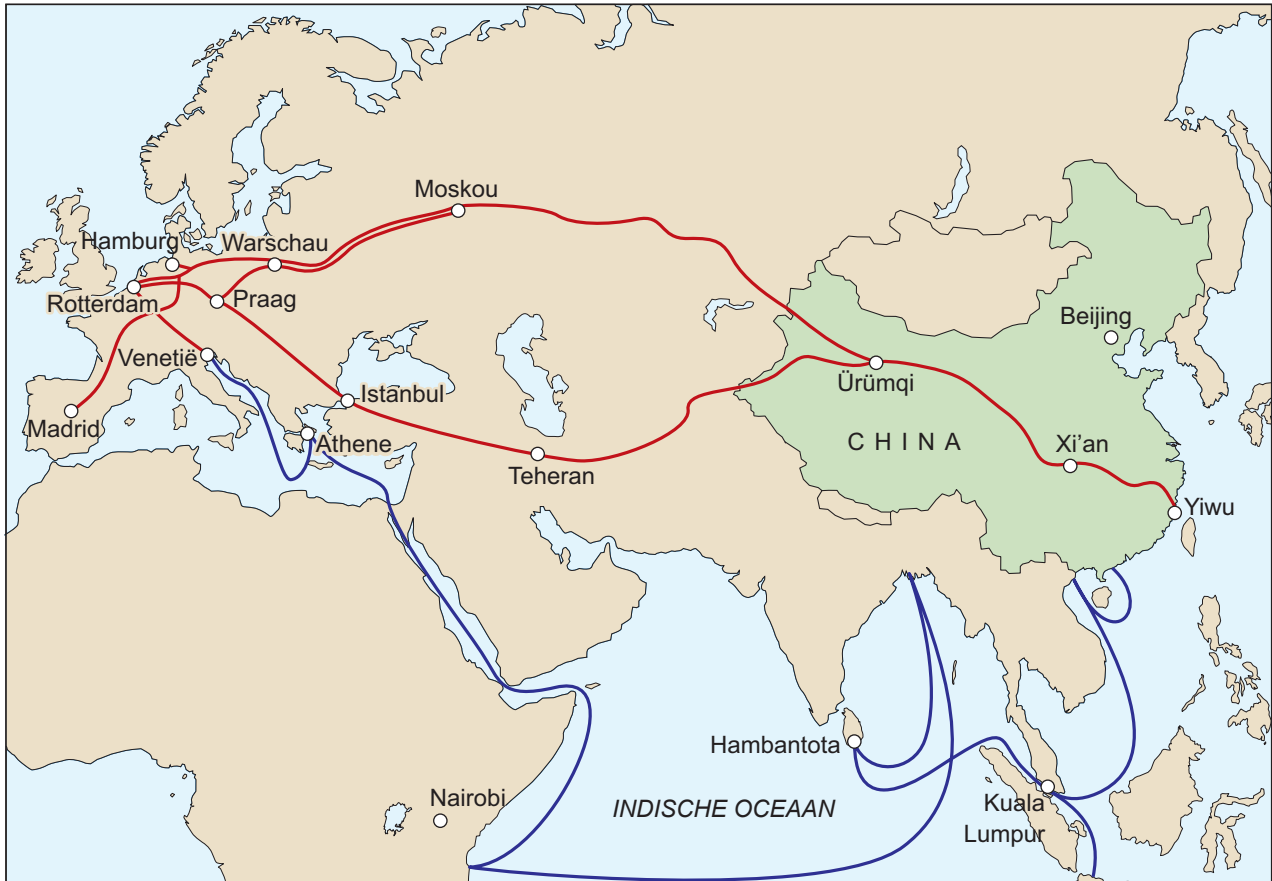 Moskou
Hamburg
Warschau
Rotterdam
Praag
Beijing
Venetië
Ürümqi
Istanbul
Madrid
Athene
CHINA
Xi'an
Teheran
Yiwu
Hambantota
Nairobi
INDISCHE OCEAAN
Kuala
Lumpur